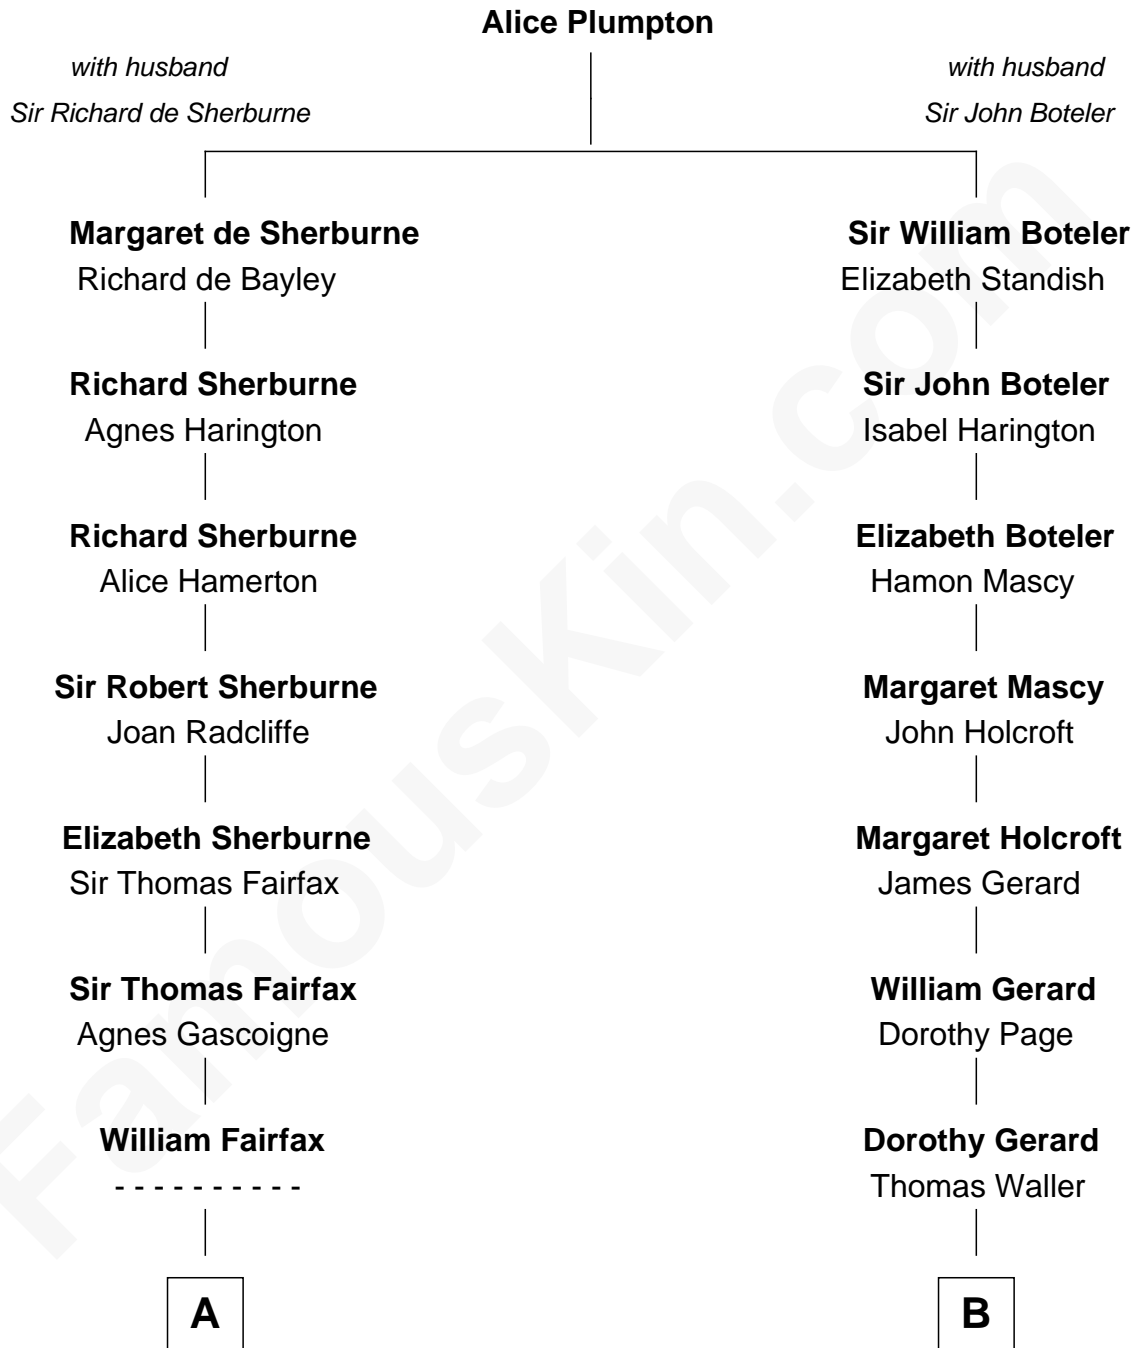 Alice Plumpton
with husband
Sir Richard de Sherburne
with husband
Sir John Boteler
Margaret de Sherburne
Richard de Bayley
Sir William Boteler
Elizabeth Standish
Richard Sherburne
Agnes Harington
Sir John Boteler
Isabel Harington
Richard Sherburne
Alice Hamerton
Elizabeth Boteler
Hamon Mascy
Sir Robert Sherburne
Joan Radcliffe
Margaret Mascy
John Holcroft
Elizabeth Sherburne
Sir Thomas Fairfax
Margaret Holcroft
James Gerard
Sir Thomas Fairfax
Agnes Gascoigne
William Gerard
Dorothy Page
William Fairfax
- - - - - - - - - -
Dorothy Gerard
Thomas Waller
A
B
FamousKin.com